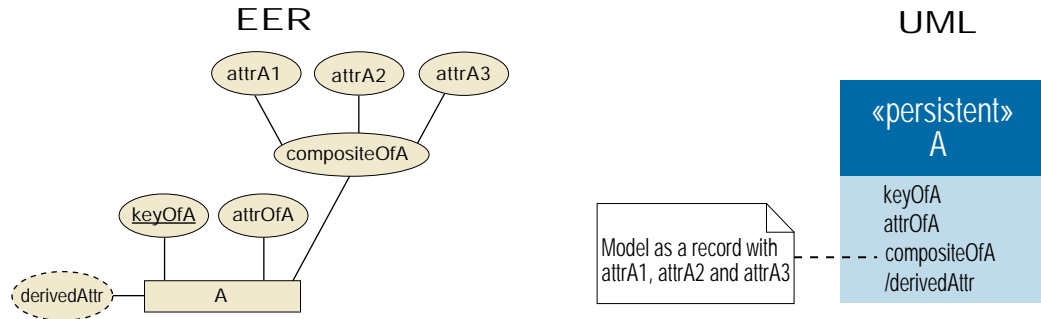 EER
UML
attrA1
attrA2
attrA3
compositeOfA
keyOfA
attrOfA
derivedAttr
A
Model as a record with
attrA1, attrA2 and attrA3
«persistent»
A
keyOfA
attrOfA
compositeOfA
/derivedAttr